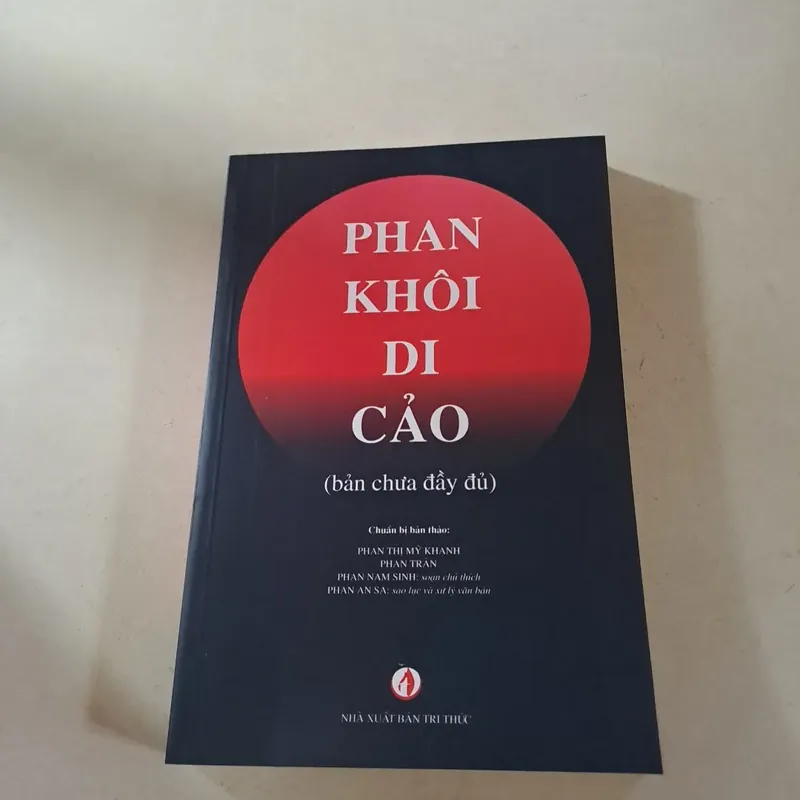 PHAN
KHÔI
DI
CẢO
(bản chưa đầy đủ)
Chuẩn bị bản thảo:
PHAN THỊ MỸ KHANH
PHAN TRẢN
PHAN NAM SINH: soạn chú thích
PHAN AN SA: sao lục và xử lý văn bản
NHÀ XUẤT BẢN TRI THỨC